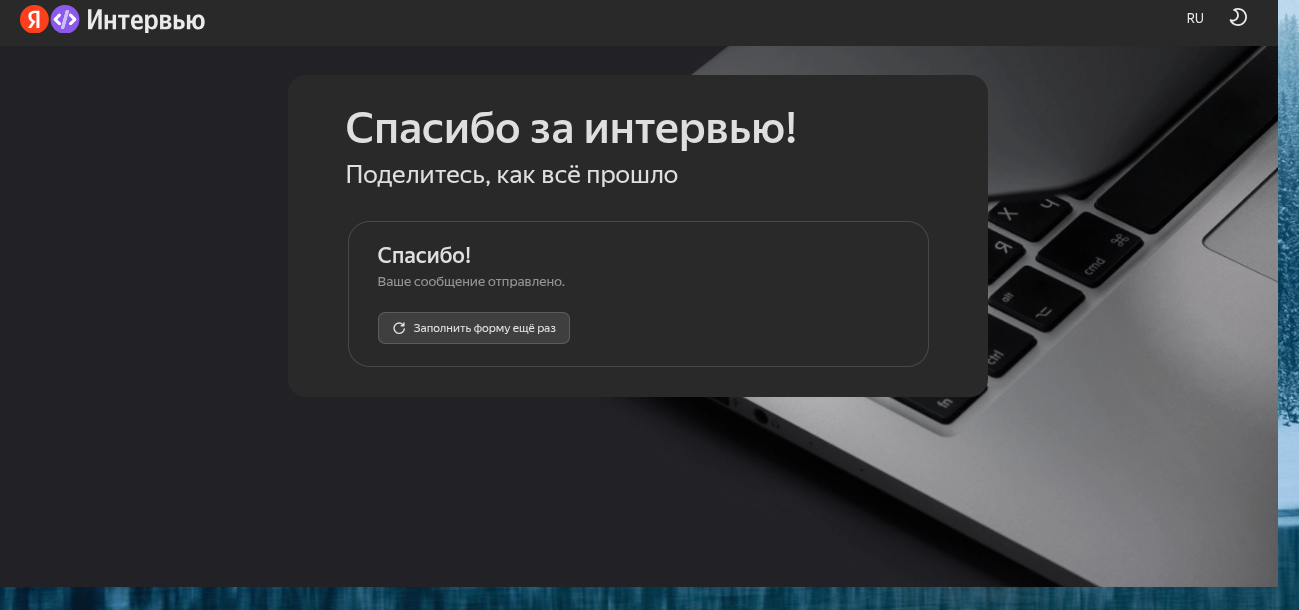 Я </> Интервью
RU
Спасибо за интервью!
Поделитесь, как всё прошло
Спасибо!
Ваше сообщение отправлено.
Заполнить форму ещё раз
Х Ч
Я ⌘
cmd
alt ⌥
ctrl
fn